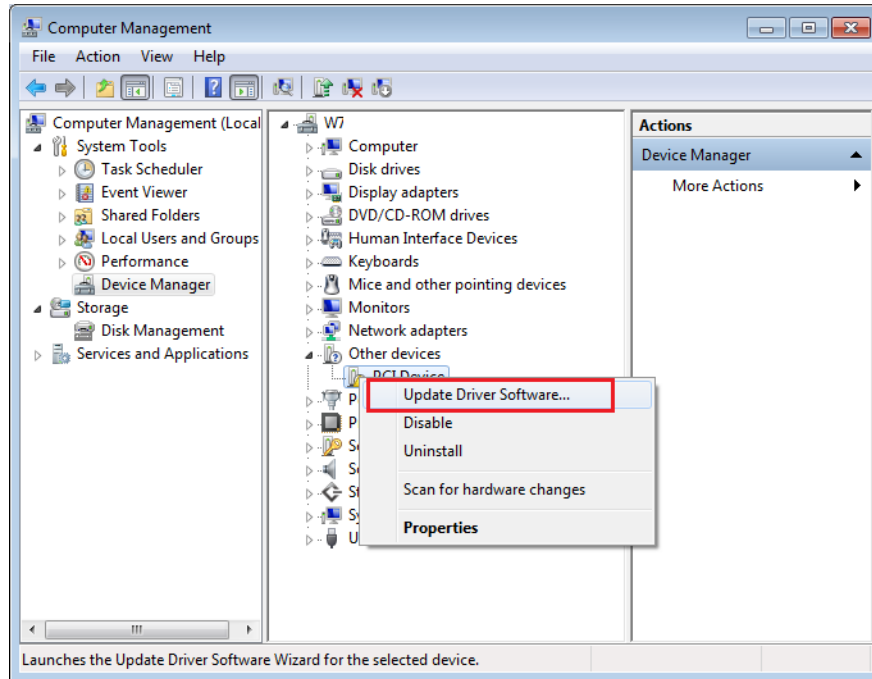 Computer Management
File Action View Help
Computer Management (Local
System Tools
Task Scheduler
Event Viewer
Shared Folders
Local Users and Groups
Performance
Device Manager
Storage
Disk Management
Services and Applications
W7
Computer
Disk drives
Display adapters
DVD/CD-ROM drives
Human Interface Devices
Keyboards
Mice and other pointing devices
Monitors
Network adapters
Other devices
PCI Device
P
P
Se
S
St
Sy
U
Update Driver Software...
Disable
Uninstall
Scan for hardware changes
Properties
Actions
Device Manager
More Actions
Launches the Update Driver Software Wizard for the selected device.